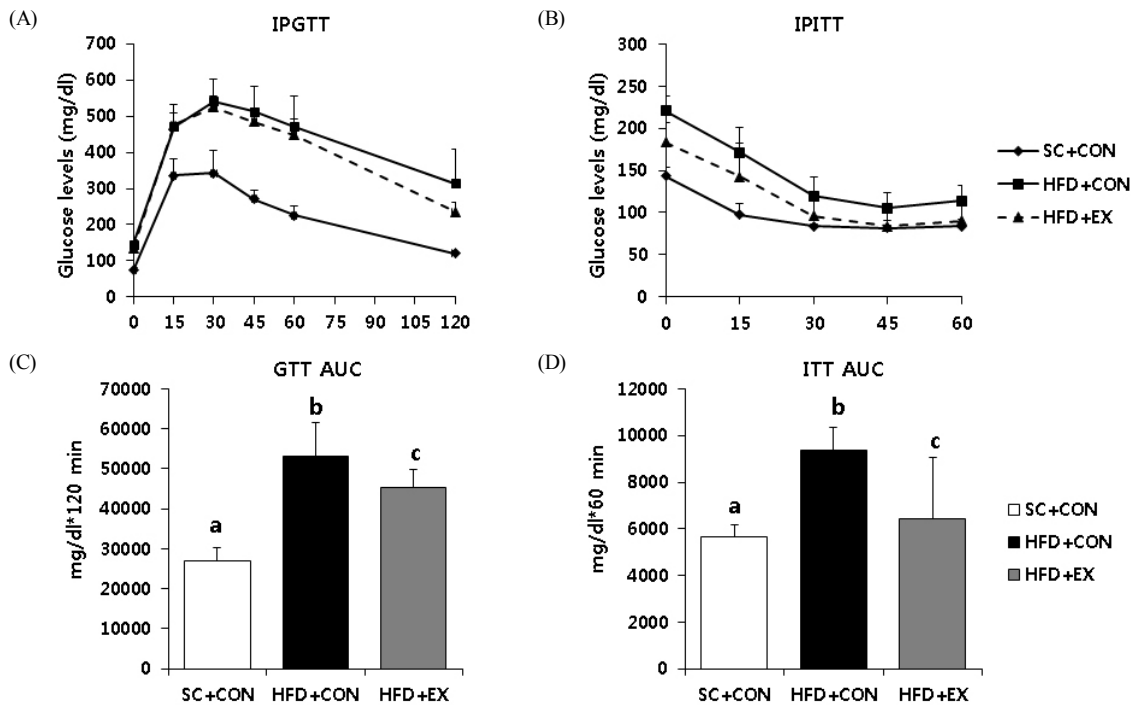 (A)
IPGTT
Glucose levels (mg/dl)
700
600
500
400
300
200
100
0
0 15 30 45 60 75 90 105 120
(B)
IPITT
Glucose levels (mg/dl)
300
250
200
150
100
50
0
0 15 30 45 60
SC+CON
HFD+CON
HFD+EX
(C)
GTT AUC
mg/dl*120 min
70000
60000
50000
40000
30000
20000
10000
0
a
b
c
SC+CON HFD+CON HFD+EX
(D)
ITT AUC
mg/dl*60 min
12000
10000
8000
6000
4000
2000
0
a
b
c
SC+CON HFD+CON HFD+EX
SC+CON
HFD+CON
HFD+EX